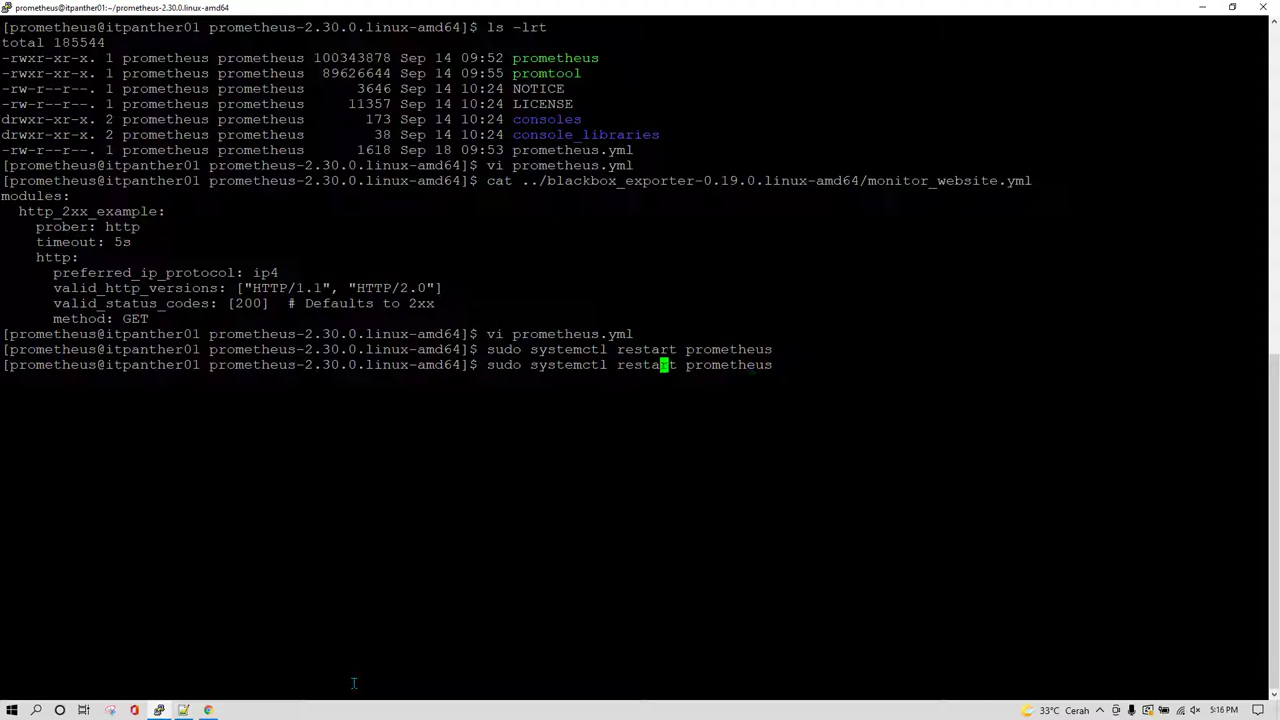 prometheus@itpanther01:~/prometheus-2.30.0.linux-amd64
[prometheus@itpanther01 prometheus-2.30.0.linux-amd64]$ ls -lrt
total 185544
-rwxr-xr-x. 1 prometheus prometheus 100343878 Sep 14 09:52 prometheus
-rwxr-xr-x. 1 prometheus prometheus  89626644 Sep 14 09:55 promtool
-rw-r--r--. 1 prometheus prometheus      3646 Sep 14 10:24 NOTICE
-rw-r--r--. 1 prometheus prometheus     11357 Sep 14 10:24 LICENSE
drwxr-xr-x. 2 prometheus prometheus       173 Sep 14 10:24 consoles
drwxr-xr-x. 2 prometheus prometheus        38 Sep 14 10:24 console_libraries
-rw-r--r--. 1 prometheus prometheus      1618 Sep 18 09:53 prometheus.yml
[prometheus@itpanther01 prometheus-2.30.0.linux-amd64]$ vi prometheus.yml
[prometheus@itpanther01 prometheus-2.30.0.linux-amd64]$ cat ../blackbox_exporter-0.19.0.linux-amd64/monitor_website.yml
modules:
  http_2xx_example:
    prober: http
    timeout: 5s
    http:
      preferred_ip_protocol: ip4
      valid_http_versions: ["HTTP/1.1", "HTTP/2.0"]
      valid_status_codes: [200]  # Defaults to 2xx
      method: GET
[prometheus@itpanther01 prometheus-2.30.0.linux-amd64]$ vi prometheus.yml
[prometheus@itpanther01 prometheus-2.30.0.linux-amd64]$ sudo systemctl restart prometheus
[prometheus@itpanther01 prometheus-2.30.0.linux-amd64]$ sudo systemctl restart prometheus
33°C Cerah
5:16 PM